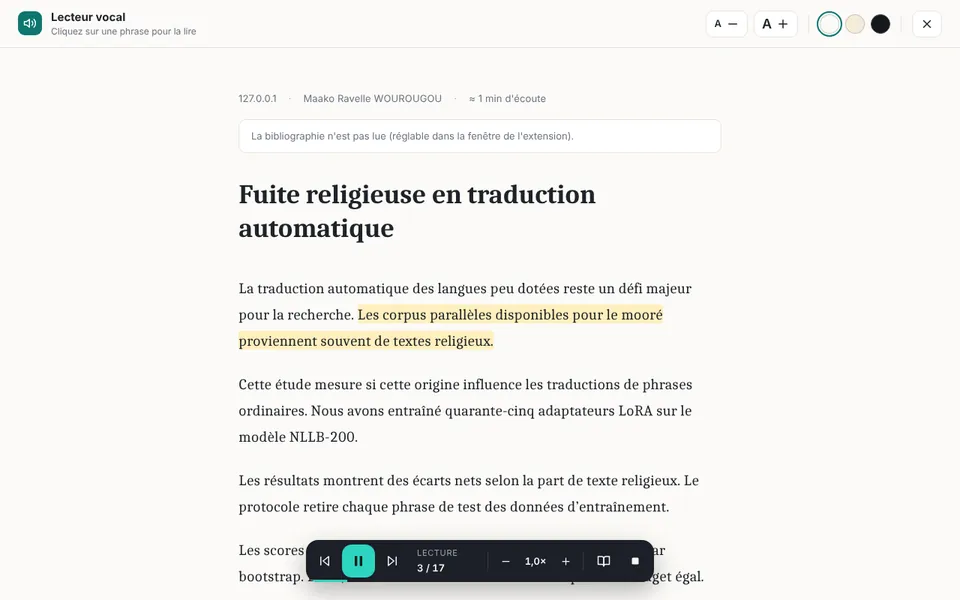 Lecteur vocal
Cliquez sur une phrase pour la lire
A −
A +
127.0.0.1 · Maako Ravelle WOUROUGOU · ≈ 1 min d'écoute
La bibliographie n'est pas lue (réglable dans la fenêtre de l'extension).
Fuite religieuse en traduction
automatique
La traduction automatique des langues peu dotées reste un défi majeur
pour la recherche. Les corpus parallèles disponibles pour le mooré
proviennent souvent de textes religieux.
Cette étude mesure si cette origine influence les traductions de phrases
ordinaires. Nous avons entraîné quarante-cinq adaptateurs LoRA sur le
modèle NLLB-200.
Les résultats montrent des écarts nets selon la part de texte religieux. Le
protocole retire chaque phrase de test des données d’entraînement.
Les scores
bootstrap.
égal.
LECTURE
3 / 17
− 1,0× +